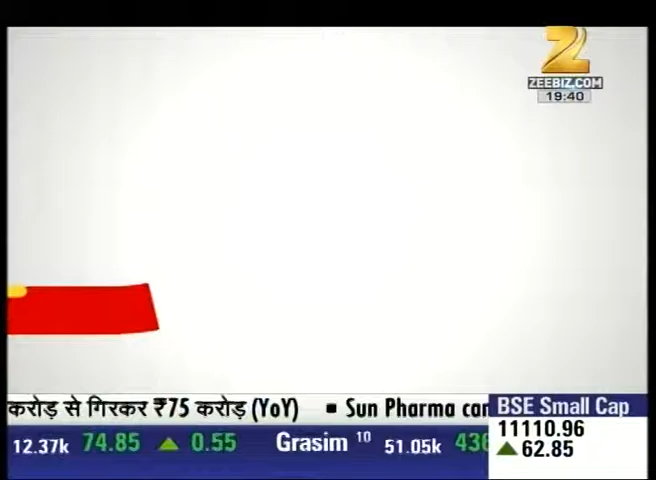 ZEEBIZ.COM
19:40
करोड़ से गिरकर ₹75 करोड़ (YoY) ▪ Sun Pharma
BSE Small Cap
11110.96
▲ 62.85
12.37k 74.85 ▲ 0.55 Grasim 10 51.05k